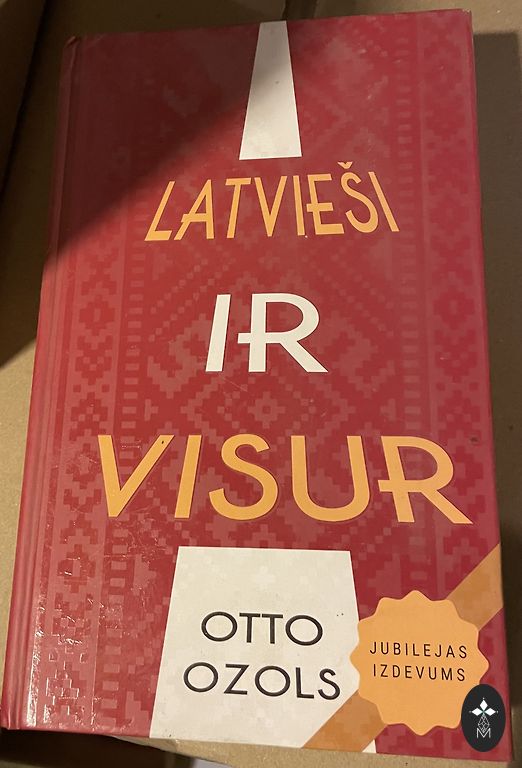 LATVIEŠI
IR
VISUR
OTTO
OZOLS
JUBILEJAS
IZDEVUMS
M